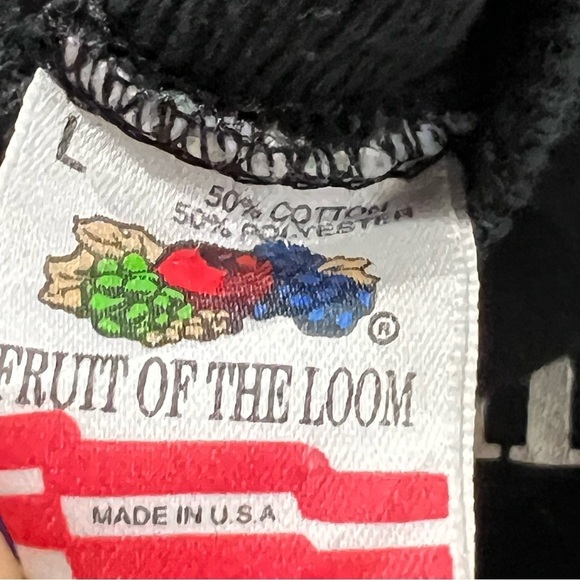 L
50% COTTON
50% POLYESTER
®
FRUIT OF THE LOOM
MADE IN U.S.A